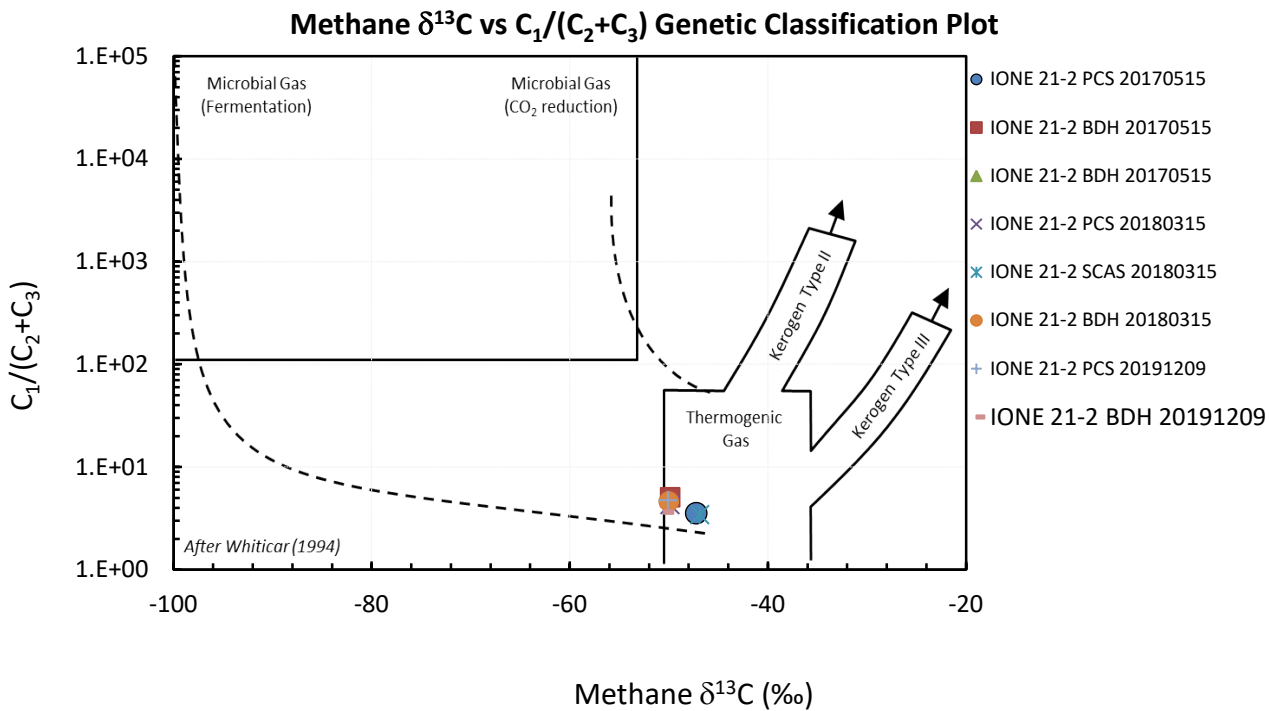 Methane δ13C vs C1/(C2+C3) Genetic Classification Plot
C1/(C2+C3)
1.E+05
1.E+04
1.E+03
1.E+02
1.E+01
1.E+00
Microbial Gas
(Fermentation)
Microbial Gas
(CO2 reduction)
Kerogen Type II
Kerogen Type III
Thermogenic
Gas
After Whiticar (1994)
-100
-80
-60
-40
-20
Methane δ13C (‰)
IONE 21-2 PCS 20170515
IONE 21-2 BDH 20170515
IONE 21-2 BDH 20170515
IONE 21-2 PCS 20180315
IONE 21-2 SCAS 20180315
IONE 21-2 BDH 20180315
IONE 21-2 PCS 20191209
IONE 21-2 BDH 20191209